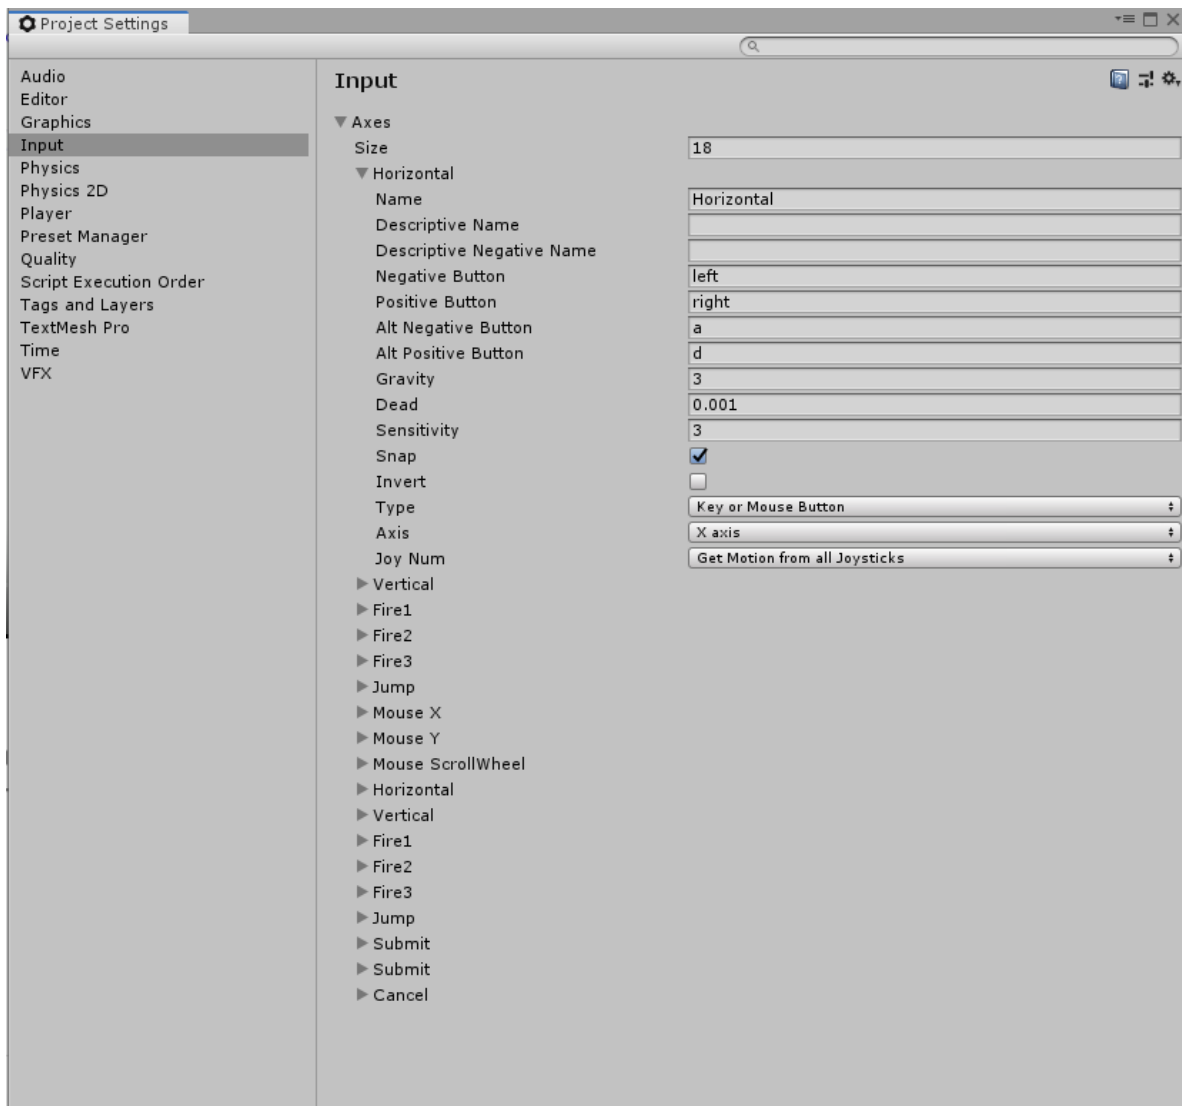 Project Settings
Audio
Editor
Graphics
Input
Physics
Physics 2D
Player
Preset Manager
Quality
Script Execution Order
Tags and Layers
TextMesh Pro
Time
VFX
Input
Axes
Size 18
Horizontal
Name Horizontal
Descriptive Name
Descriptive Negative Name
Negative Button left
Positive Button right
Alt Negative Button a
Alt Positive Button d
Gravity 3
Dead 0.001
Sensitivity 3
Snap
Invert
Type Key or Mouse Button
Axis X axis
Joy Num Get Motion from all Joysticks
Vertical
Fire1
Fire2
Fire3
Jump
Mouse X
Mouse Y
Mouse ScrollWheel
Horizontal
Vertical
Fire1
Fire2
Fire3
Jump
Submit
Submit
Cancel